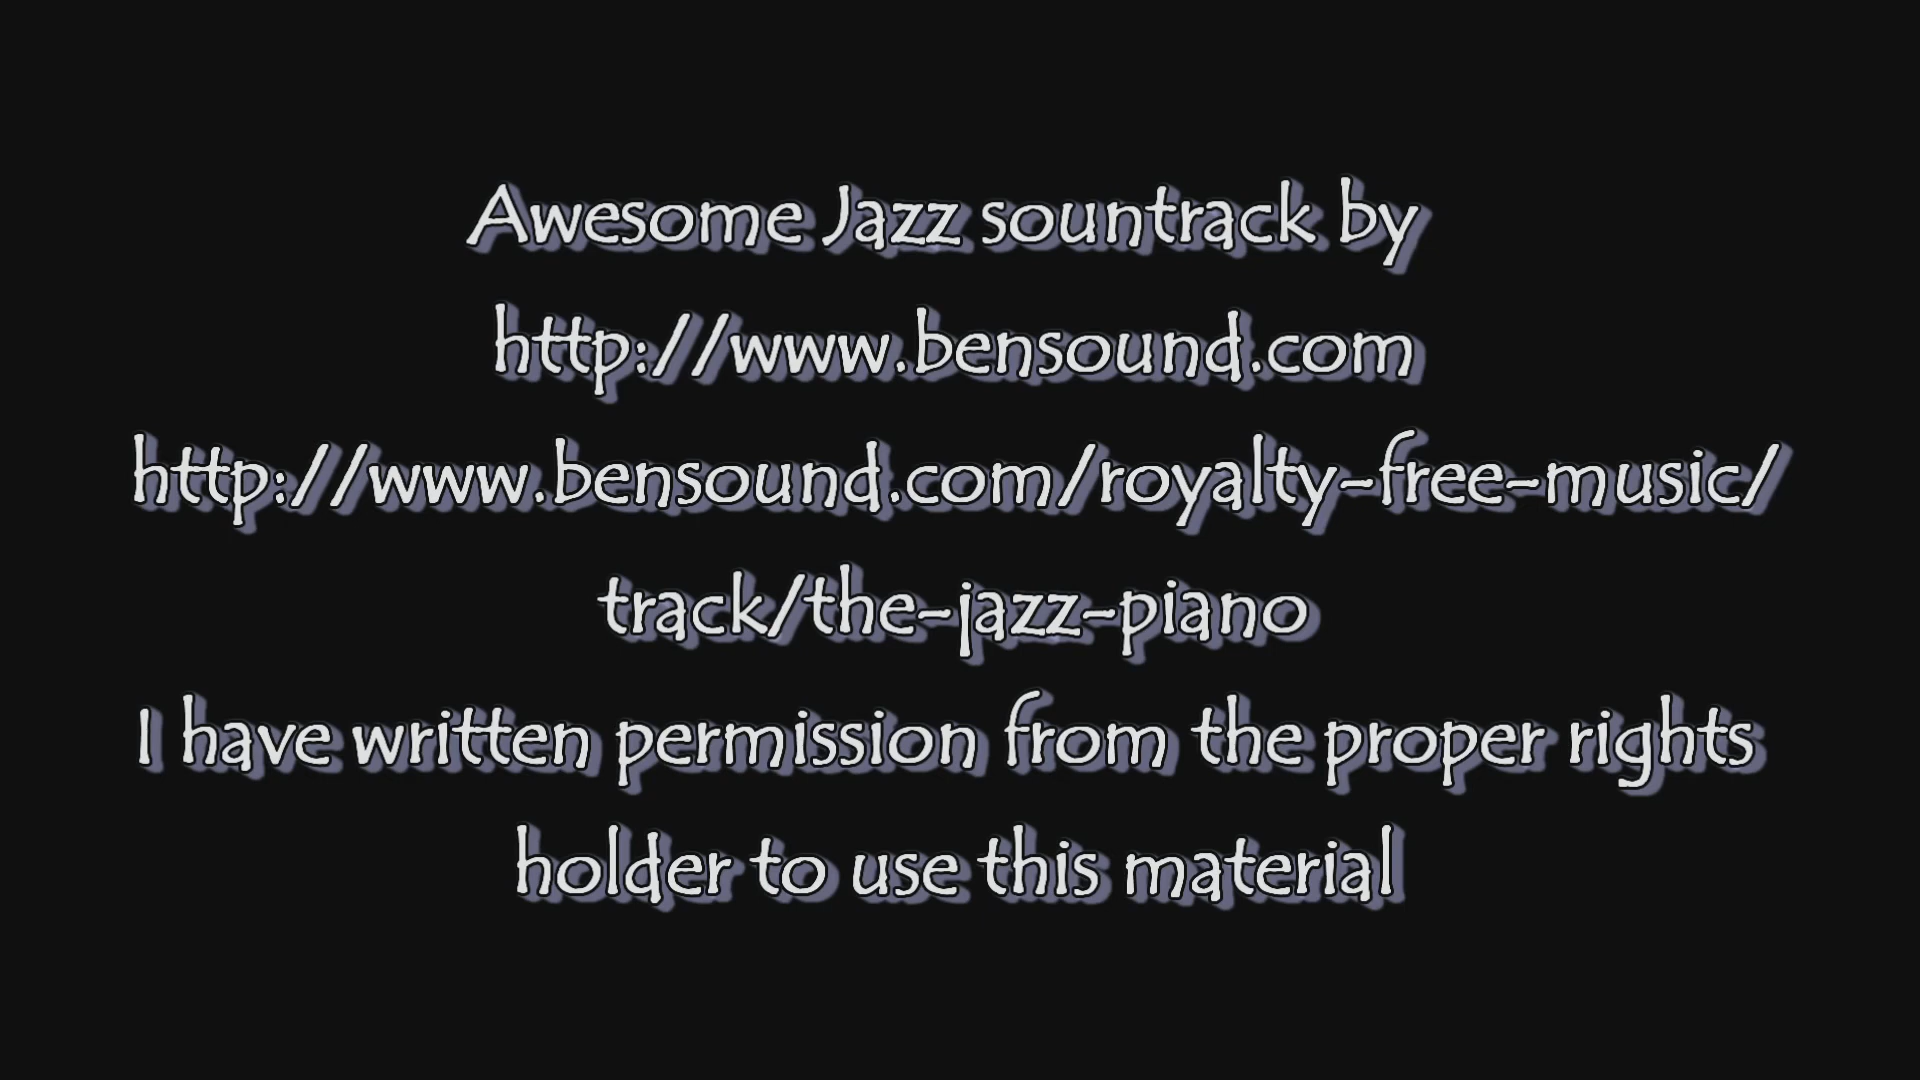 Awesome Jazz sountrack by
http://www.bensound.com
http://www.bensound.com/royalty-free-music/
track/the-jazz-piano
I have written permission from the proper rights
holder to use this material